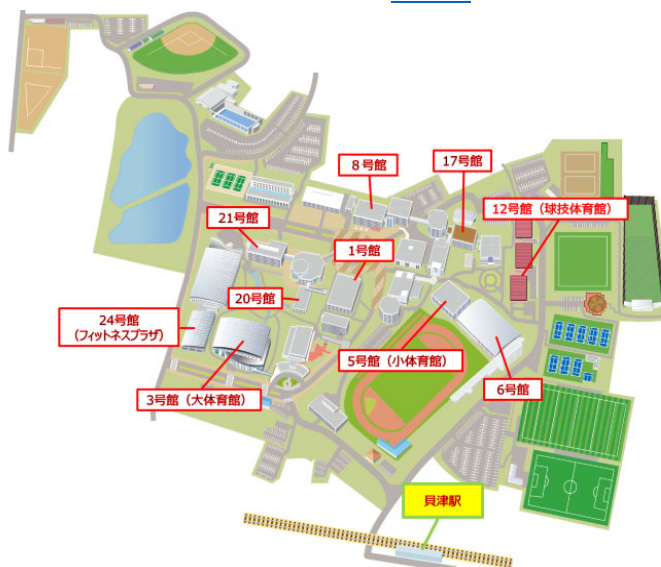 8号館
17号館
12号館（球技体育館）
21号館
1号館
20号館
24号館
（フィットネスプラザ）
5号館（小体育館）
6号館
3号館（大体育館）
貝津駅